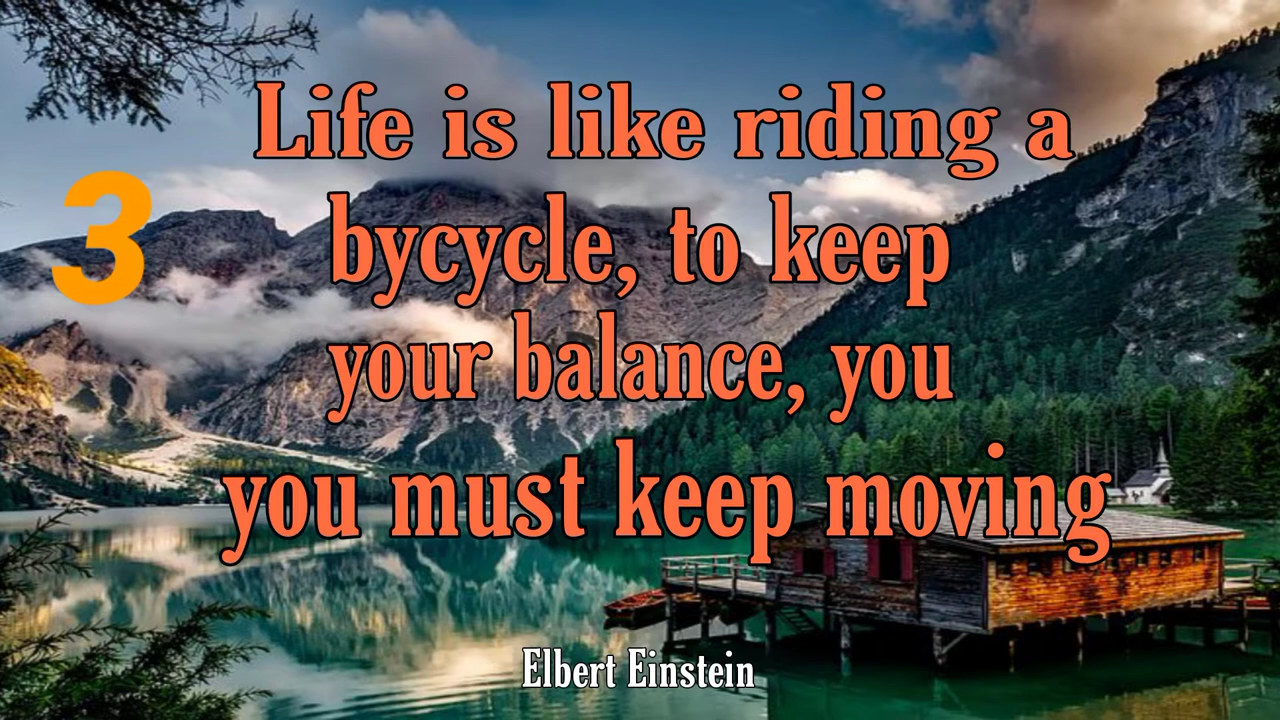 Life is like riding a
3
bycycle, to keep
your balance, you
you must keep moving
Elbert Einstein